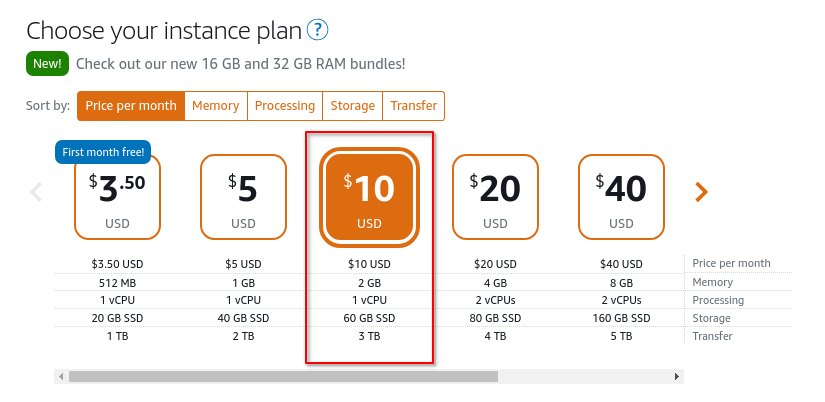 Choose your instance plan ?
New! Check out our new 16 GB and 32 GB RAM bundles!
Sort by: Price per month Memory Processing Storage Transfer
First month free!
$3.50 $5 $10 $20 $40
USD USD USD USD USD
$3.50 USD $5 USD $10 USD $20 USD $40 USD Price per month
512 MB 1 GB 2 GB 4 GB 8 GB Memory
1 vCPU 1 vCPU 1 vCPU 2 vCPUs 2 vCPUs Processing
20 GB SSD 40 GB SSD 60 GB SSD 80 GB SSD 160 GB SSD Storage
1 TB 2 TB 3 TB 4 TB 5 TB Transfer